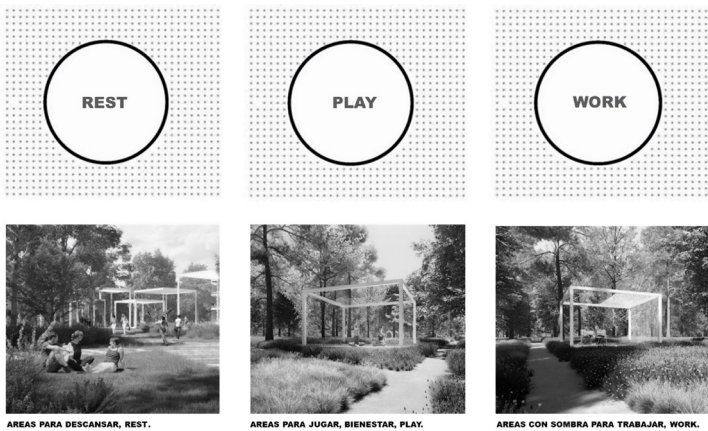 REST
PLAY
WORK
AREAS PARA DESCANSAR, REST.
AREAS PARA JUGAR, BIENESTAR, PLAY.
AREAS CON SOMBRA PARA TRABAJAR, WORK.